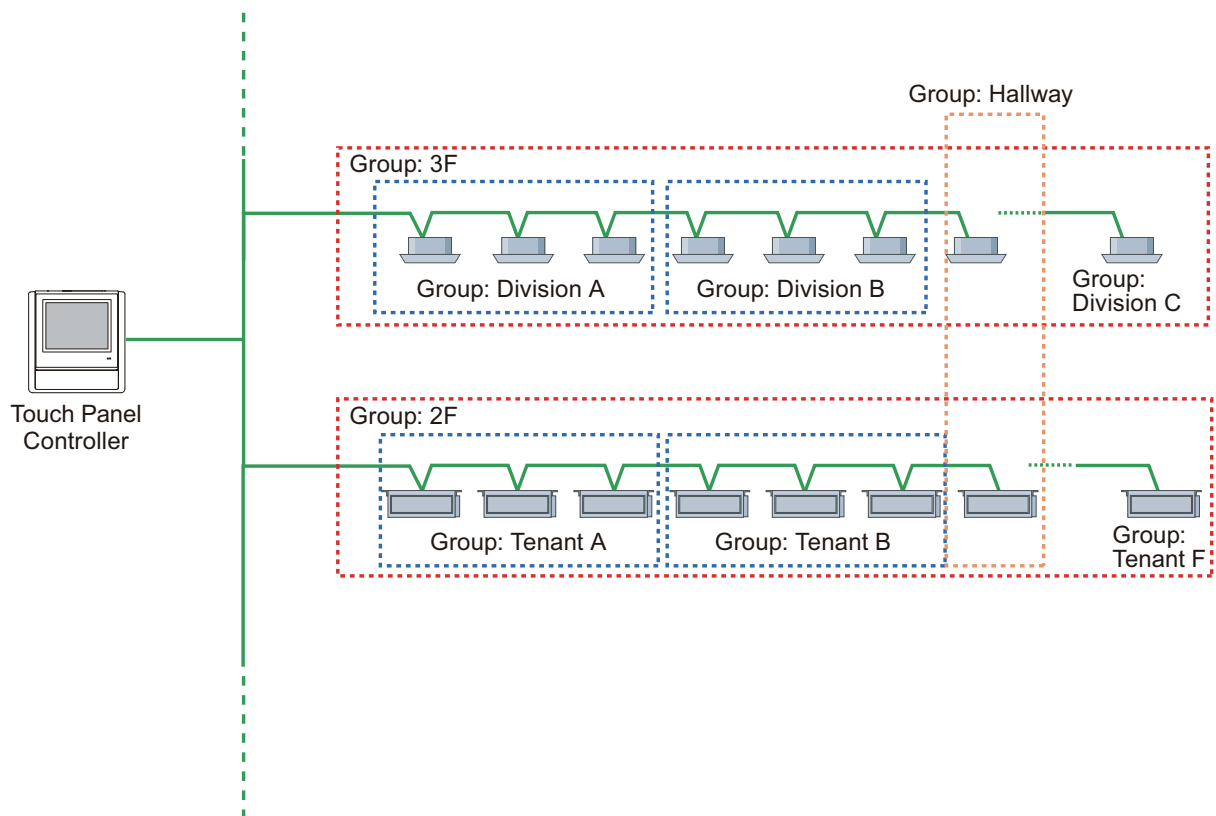 Group: Hallway
Group: 3F
Group: Division A
Group: Division B
Group:
Division C
Touch Panel
Controller
Group: 2F
Group: Tenant A
Group: Tenant B
Group:
Tenant F